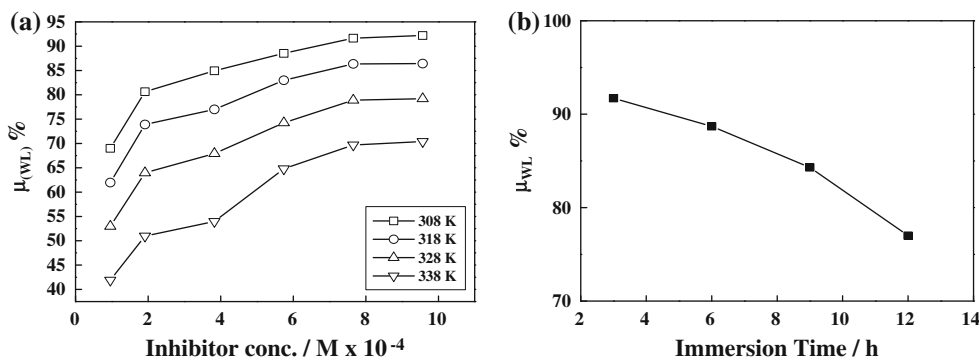 (a)
95
90
85
80
75
70
65
60
55
50
45
40
μ(WL) %
0 2 4 6 8 10
Inhibitor conc. / M x 10⁻⁴
308 K
318 K
328 K
338 K
(b)
100
90
80
70
μWL %
2 4 6 8 10 12 14
Immersion Time / h